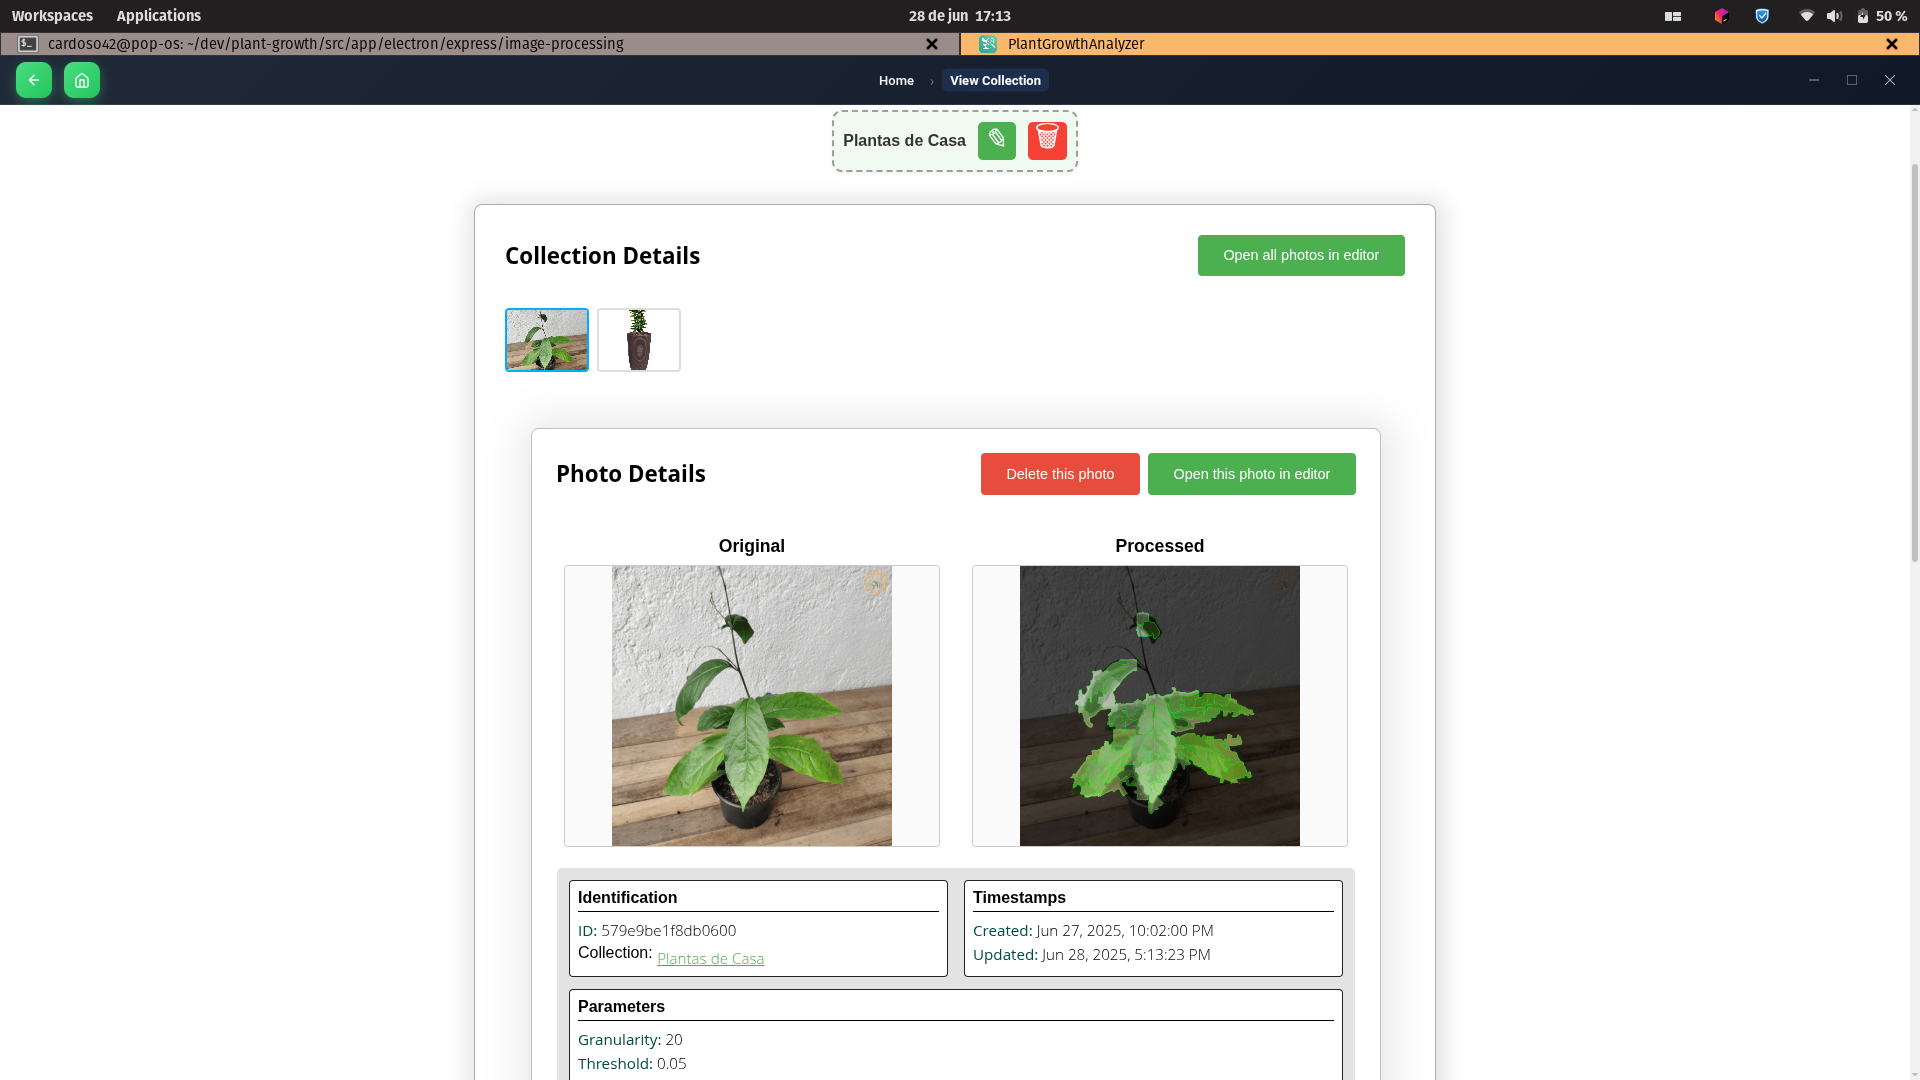 Workspaces Applications 28 de jun 17:13 50 %
cardoso42@pop-os: ~/dev/plant-growth/src/app/electron/express/image-processing PlantGrowthAnalyzer
Home › View Collection
Plantas de Casa
Collection Details Open all photos in editor
Photo Details Delete this photo Open this photo in editor
Original Processed
Identification
ID: 579e9be1f8db0600
Collection: Plantas de Casa
Timestamps
Created: Jun 27, 2025, 10:02:00 PM
Updated: Jun 28, 2025, 5:13:23 PM
Parameters
Granularity: 20
Threshold: 0.05